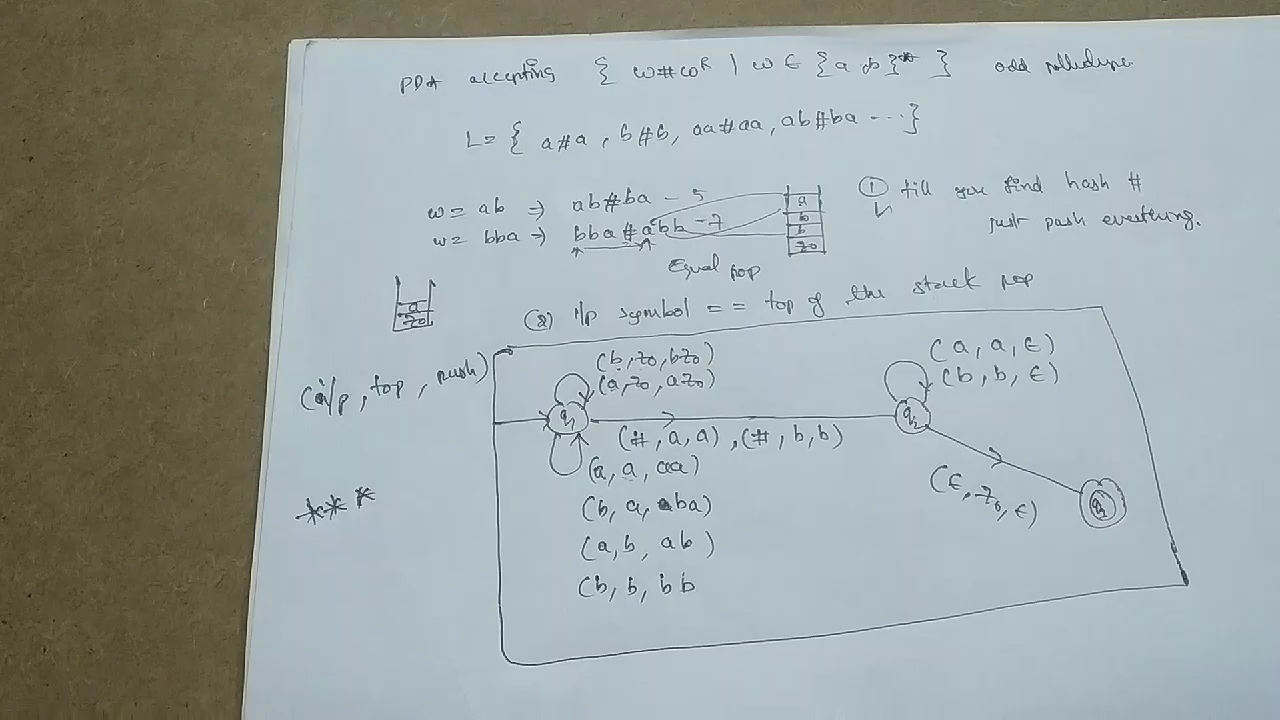 PDA accepting { w#wR | w ∈ {a,b}* } odd
L = { a#a , b#b, aa#aa, ab#ba --- }
w = ab ⇒ ab#ba - 5
w = bba ⇒ bba#abb - 7
Equal pop
a
b
b
z0
① till you find hash #
just push everything.
a
z0
(2) i/p symbol == top of the stack pop
(i/p, top, push)
***
(b, z0, bz0)
(a, z0, az0)
q1
(#, a, a), (#, b, b)
(a, a, aa)
(b, a, ba)
(a, b, ab)
(b, b, bb
(a, a, ε)
(b, b, ε)
q2
(ε, z0, ε)